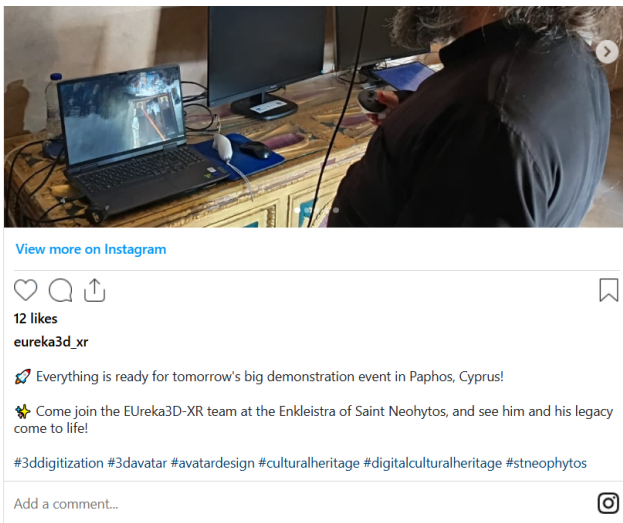 View more on Instagram
12 likes
eureka3d_xr
🚀 Everything is ready for tomorrow's big demonstration event in Paphos, Cyprus!
✨ Come join the EUreka3D-XR team at the Enkleistra of Saint Neohytos, and see him and his legacy
come to life!
#3ddigitization #3davatar #avatardesign #culturalheritage #digitalculturalheritage #stneophytos
Add a comment...